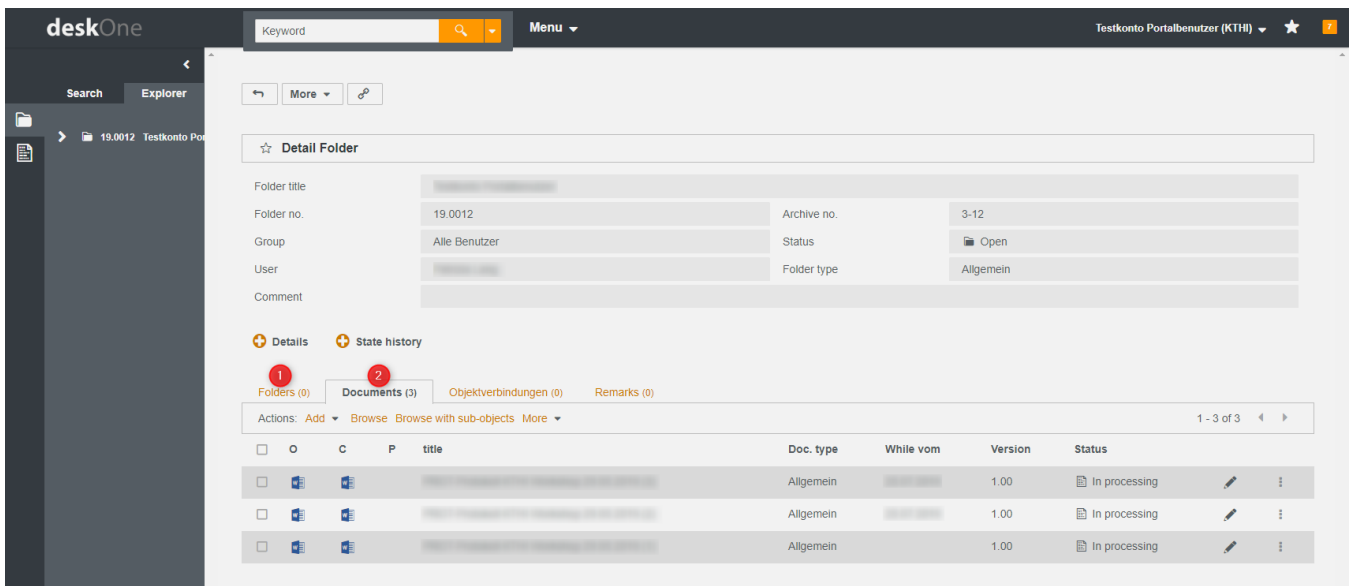 deskOne
Keyword
Menu
Testkonto Portalbenutzer (KTHI)
7
Search Explorer
More
19.0012 Testkonto Por
Detail Folder
Folder title
Folder no. 19.0012 Archive no. 3-12
Group Alle Benutzer Status Open
User Folder type Allgemein
Comment
Details State history
1 2
Folders (0) Documents (3) Objektverbindungen (0) Remarks (0)
Actions: Add Browse Browse with sub-objects More 1 - 3 of 3
O C P title Doc. type While vom Version Status
Allgemein 1.00 In processing
Allgemein 1.00 In processing
Allgemein 1.00 In processing